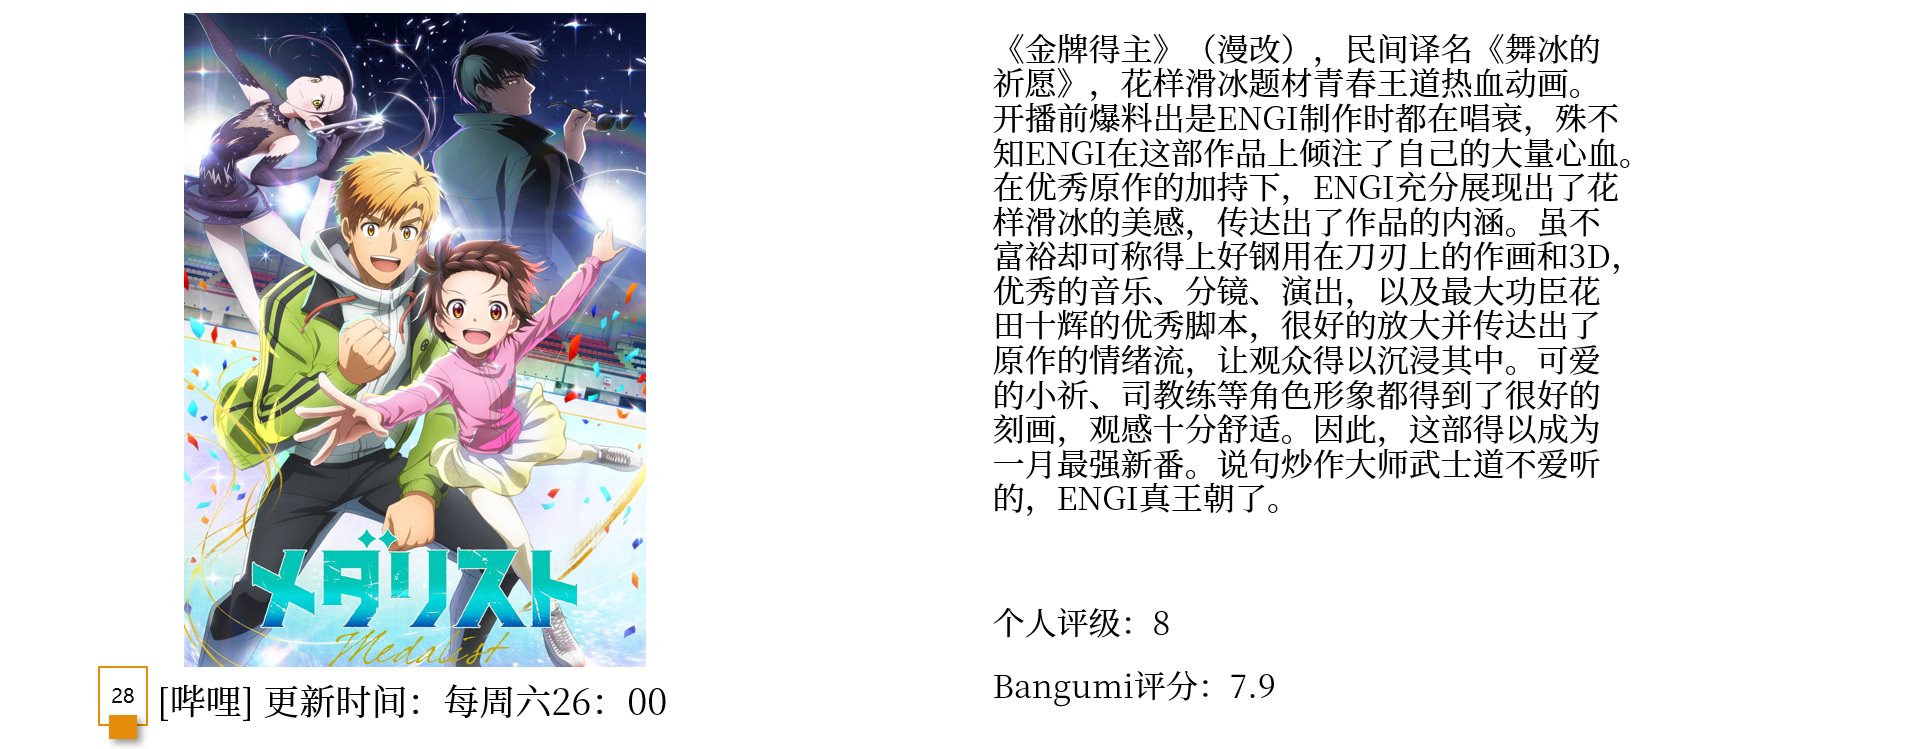 メダリスト
Medalist
28
[哔哩] 更新时间：每周六26：00
《金牌得主》（漫改），民间译名《舞冰的
祈愿》，花样滑冰题材青春王道热血动画。
开播前爆料出是ENGI制作时都在唱衰，殊不
知ENGI在这部作品上倾注了自己的大量心血。
在优秀原作的加持下，ENGI充分展现出了花
样滑冰的美感，传达出了作品的内涵。虽不
富裕却可称得上好钢用在刀刃上的作画和3D，
优秀的音乐、分镜、演出，以及最大功臣花
田十辉的优秀脚本，很好的放大并传达出了
原作的情绪流，让观众得以沉浸其中。可爱
的小祈、司教练等角色形象都得到了很好的
刻画，观感十分舒适。因此，这部得以成为
一月最强新番。说句炒作大师武士道不爱听
的，ENGI真王朝了。
个人评级：8
Bangumi评分：7.9